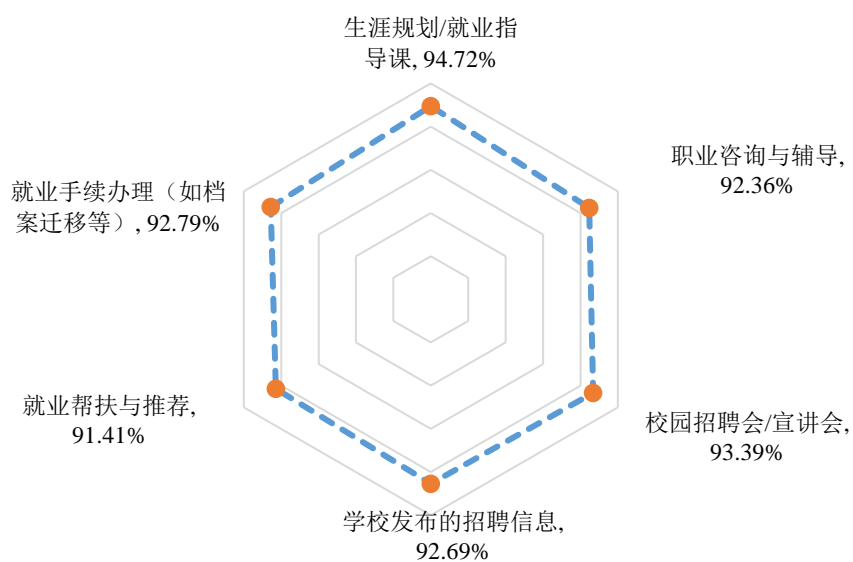 生涯规划/就业指
导课, 94.72%
职业咨询与辅导,
92.36%
就业手续办理（如档
案迁移等）, 92.79%
就业帮扶与推荐,
91.41%
校园招聘会/宣讲会,
93.39%
学校发布的招聘信息,
92.69%